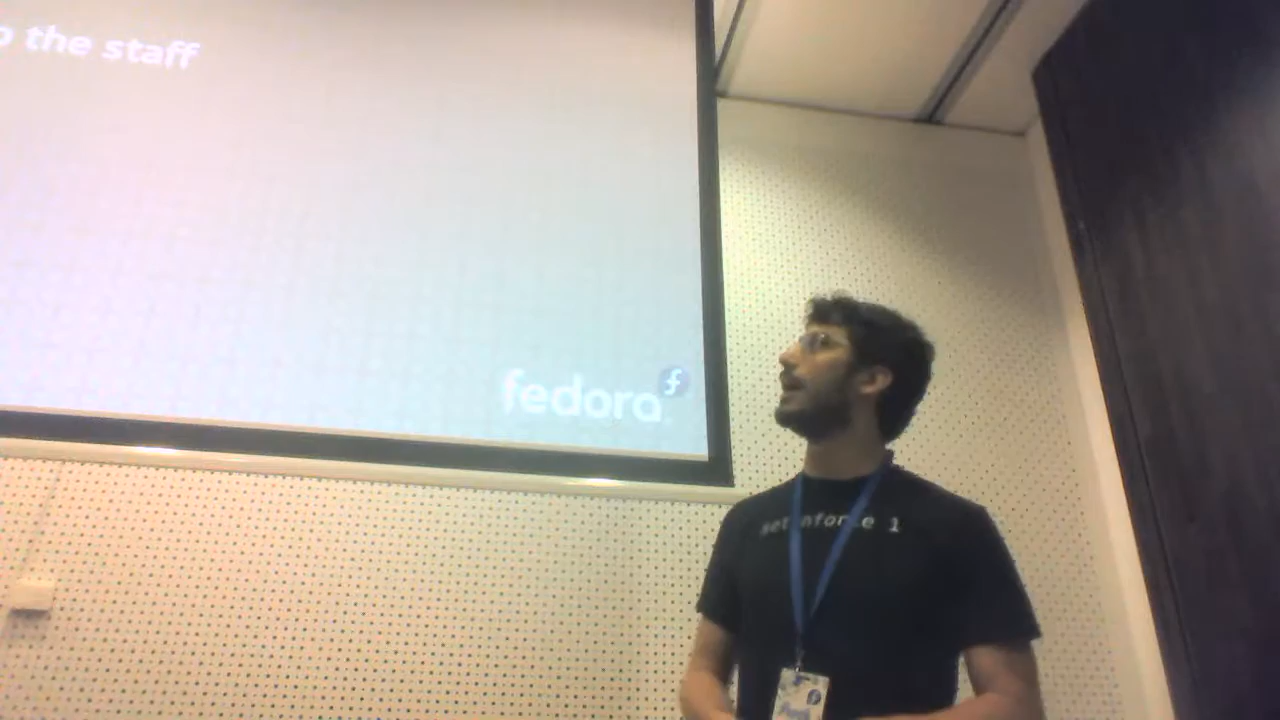 the staff
fedora
setenforce 1